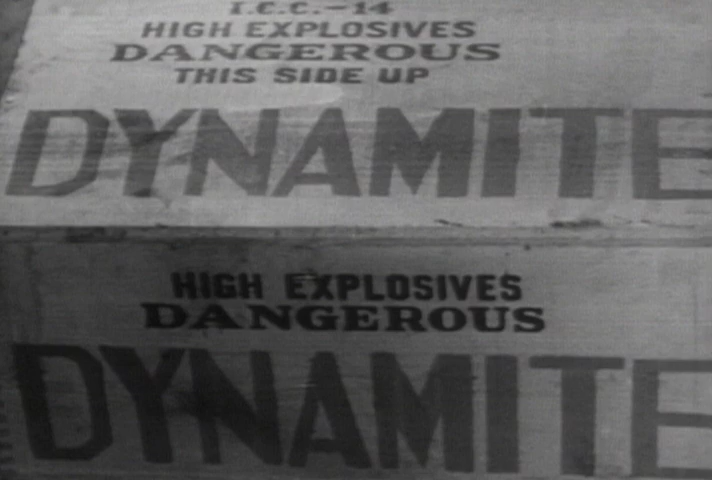 I.C.C.-14
HIGH EXPLOSIVES
DANGEROUS
THIS SIDE UP
DYNAMITE
HIGH EXPLOSIVES
DANGEROUS
DYNAMITE